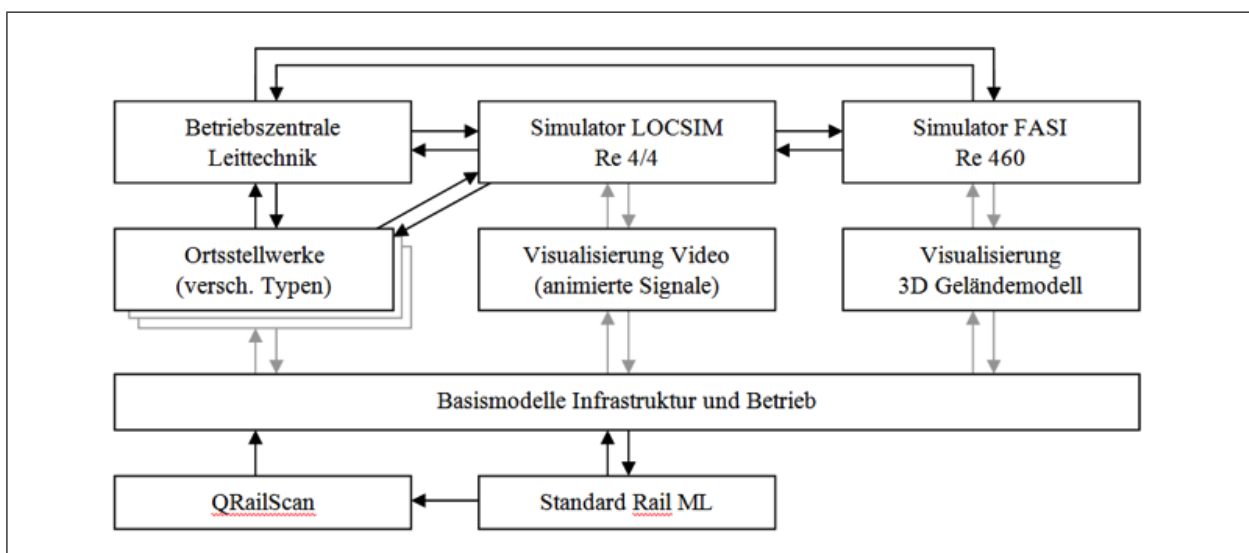 Betriebszentrale
Leittechnik
Simulator LOCSIM
Re 4/4
Simulator FASI
Re 460
Ortsstellwerke
(versch. Typen)
Visualisierung Video
(animierte Signale)
Visualisierung
3D Geländemodell
Basismodelle Infrastruktur und Betrieb
QRailScan
Standard Rail ML